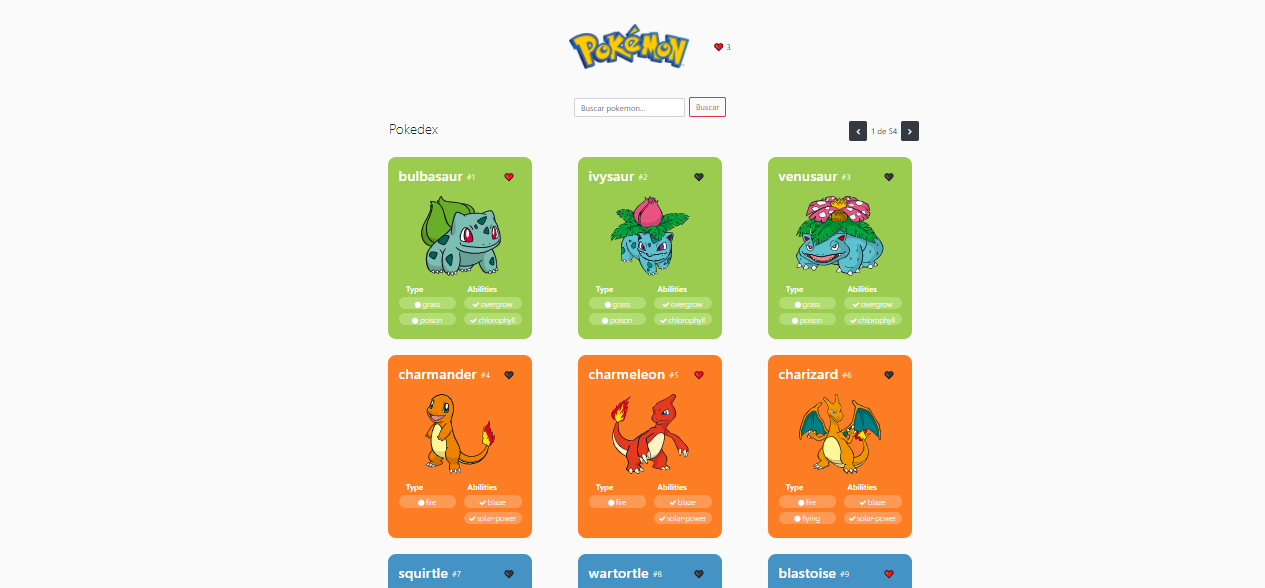 POKéMON
3
Buscar pokemon... Buscar
Pokedex 1 de 54
bulbasaur #1 ivysaur #2 venusaur #3
Type Abilities Type Abilities Type Abilities
grass overgrow grass overgrow grass overgrow
poison chlorophyll poison chlorophyll poison chlorophyll
charmander #4 charmeleon #5 charizard #6
Type Abilities Type Abilities Type Abilities
fire blaze fire blaze fire blaze
solar-power solar-power flying solar-power
squirtle #7 wartortle #8 blastoise #9